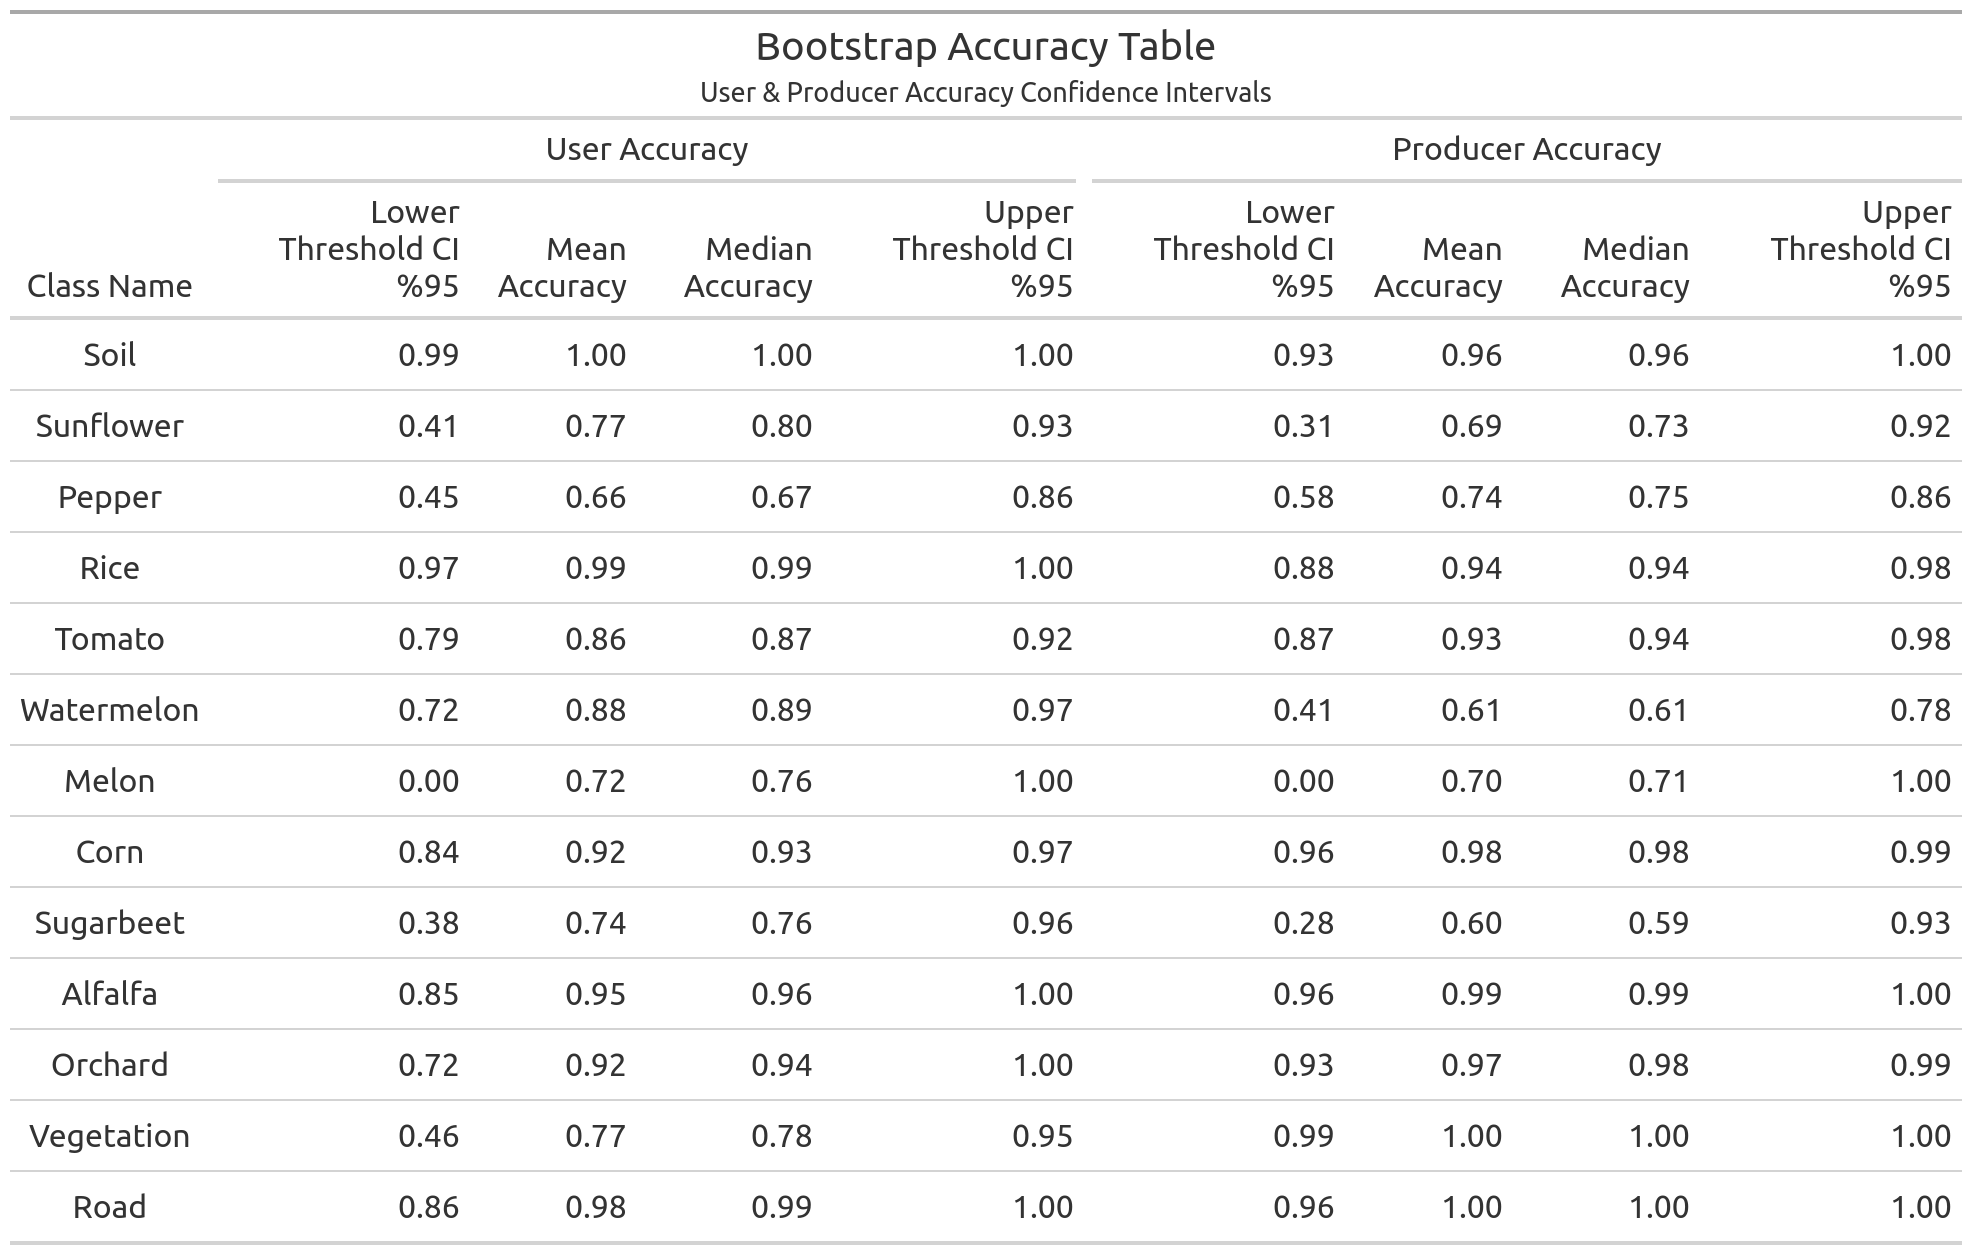 Bootstrap Accuracy Table
User & Producer Accuracy Confidence Intervals
User Accuracy Producer Accuracy
Lower Upper Lower Upper
Threshold CI Mean Median Threshold CI Threshold CI Mean Median Threshold CI
Class Name %95 Accuracy Accuracy %95 %95 Accuracy Accuracy %95
Soil 0.99 1.00 1.00 1.00 0.93 0.96 0.96 1.00
Sunflower 0.41 0.77 0.80 0.93 0.31 0.69 0.73 0.92
Pepper 0.45 0.66 0.67 0.86 0.58 0.74 0.75 0.86
Rice 0.97 0.99 0.99 1.00 0.88 0.94 0.94 0.98
Tomato 0.79 0.86 0.87 0.92 0.87 0.93 0.94 0.98
Watermelon 0.72 0.88 0.89 0.97 0.41 0.61 0.61 0.78
Melon 0.00 0.72 0.76 1.00 0.00 0.70 0.71 1.00
Corn 0.84 0.92 0.93 0.97 0.96 0.98 0.98 0.99
Sugarbeet 0.38 0.74 0.76 0.96 0.28 0.60 0.59 0.93
Alfalfa 0.85 0.95 0.96 1.00 0.96 0.99 0.99 1.00
Orchard 0.72 0.92 0.94 1.00 0.93 0.97 0.98 0.99
Vegetation 0.46 0.77 0.78 0.95 0.99 1.00 1.00 1.00
Road 0.86 0.98 0.99 1.00 0.96 1.00 1.00 1.00